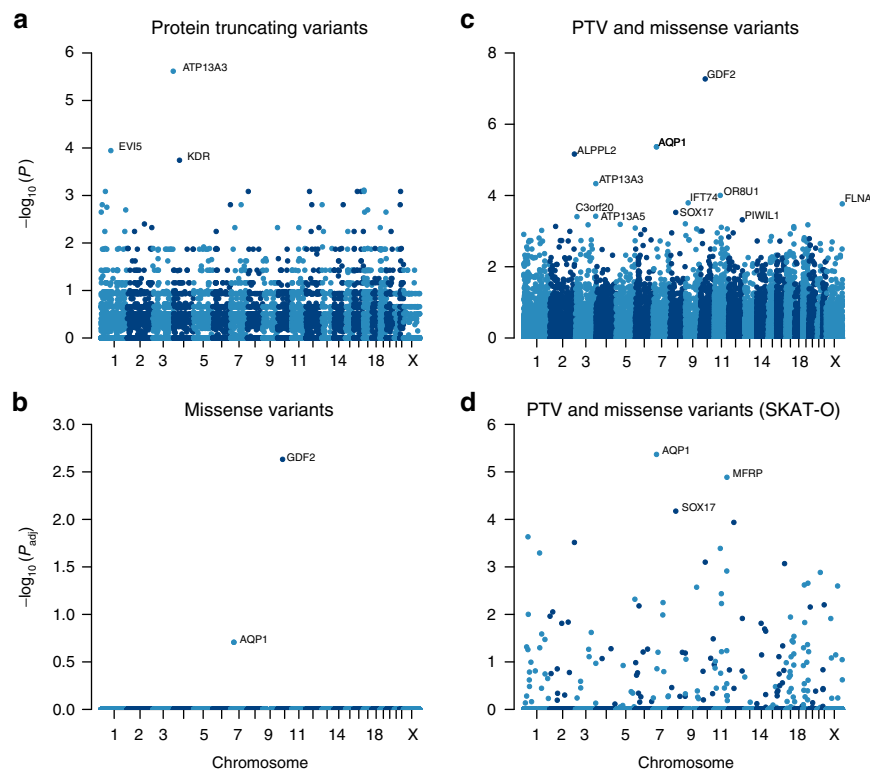 a
Protein truncating variants
6
5
4
3
2
1
0
−log10 (P)
ATP13A3
EVI5
KDR
1 2 3 5 7 9 11 14 18 X
c
PTV and missense variants
8
6
4
2
0
GDF2
AQP1
ALPPL2
ATP13A3
IFT74
OR8U1
FLNA
C3orf20
ATP13A5
SOX17
PIWIL1
1 2 3 5 7 9 11 14 18 X
b
Missense variants
3.0
2.5
2.0
1.5
1.0
0.5
0.0
−log10 (Padj)
GDF2
AQP1
1 2 3 5 7 9 11 14 18 X
Chromosome
d
PTV and missense variants (SKAT-O)
6
5
4
3
2
1
0
AQP1
MFRP
SOX17
1 2 3 5 7 9 11 14 18 X
Chromosome